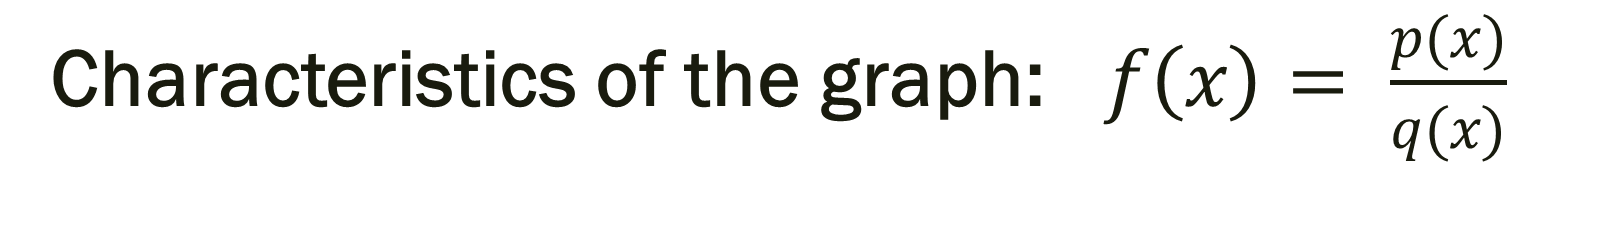 Characteristics of the graph: f(x) = p(x)/q(x)